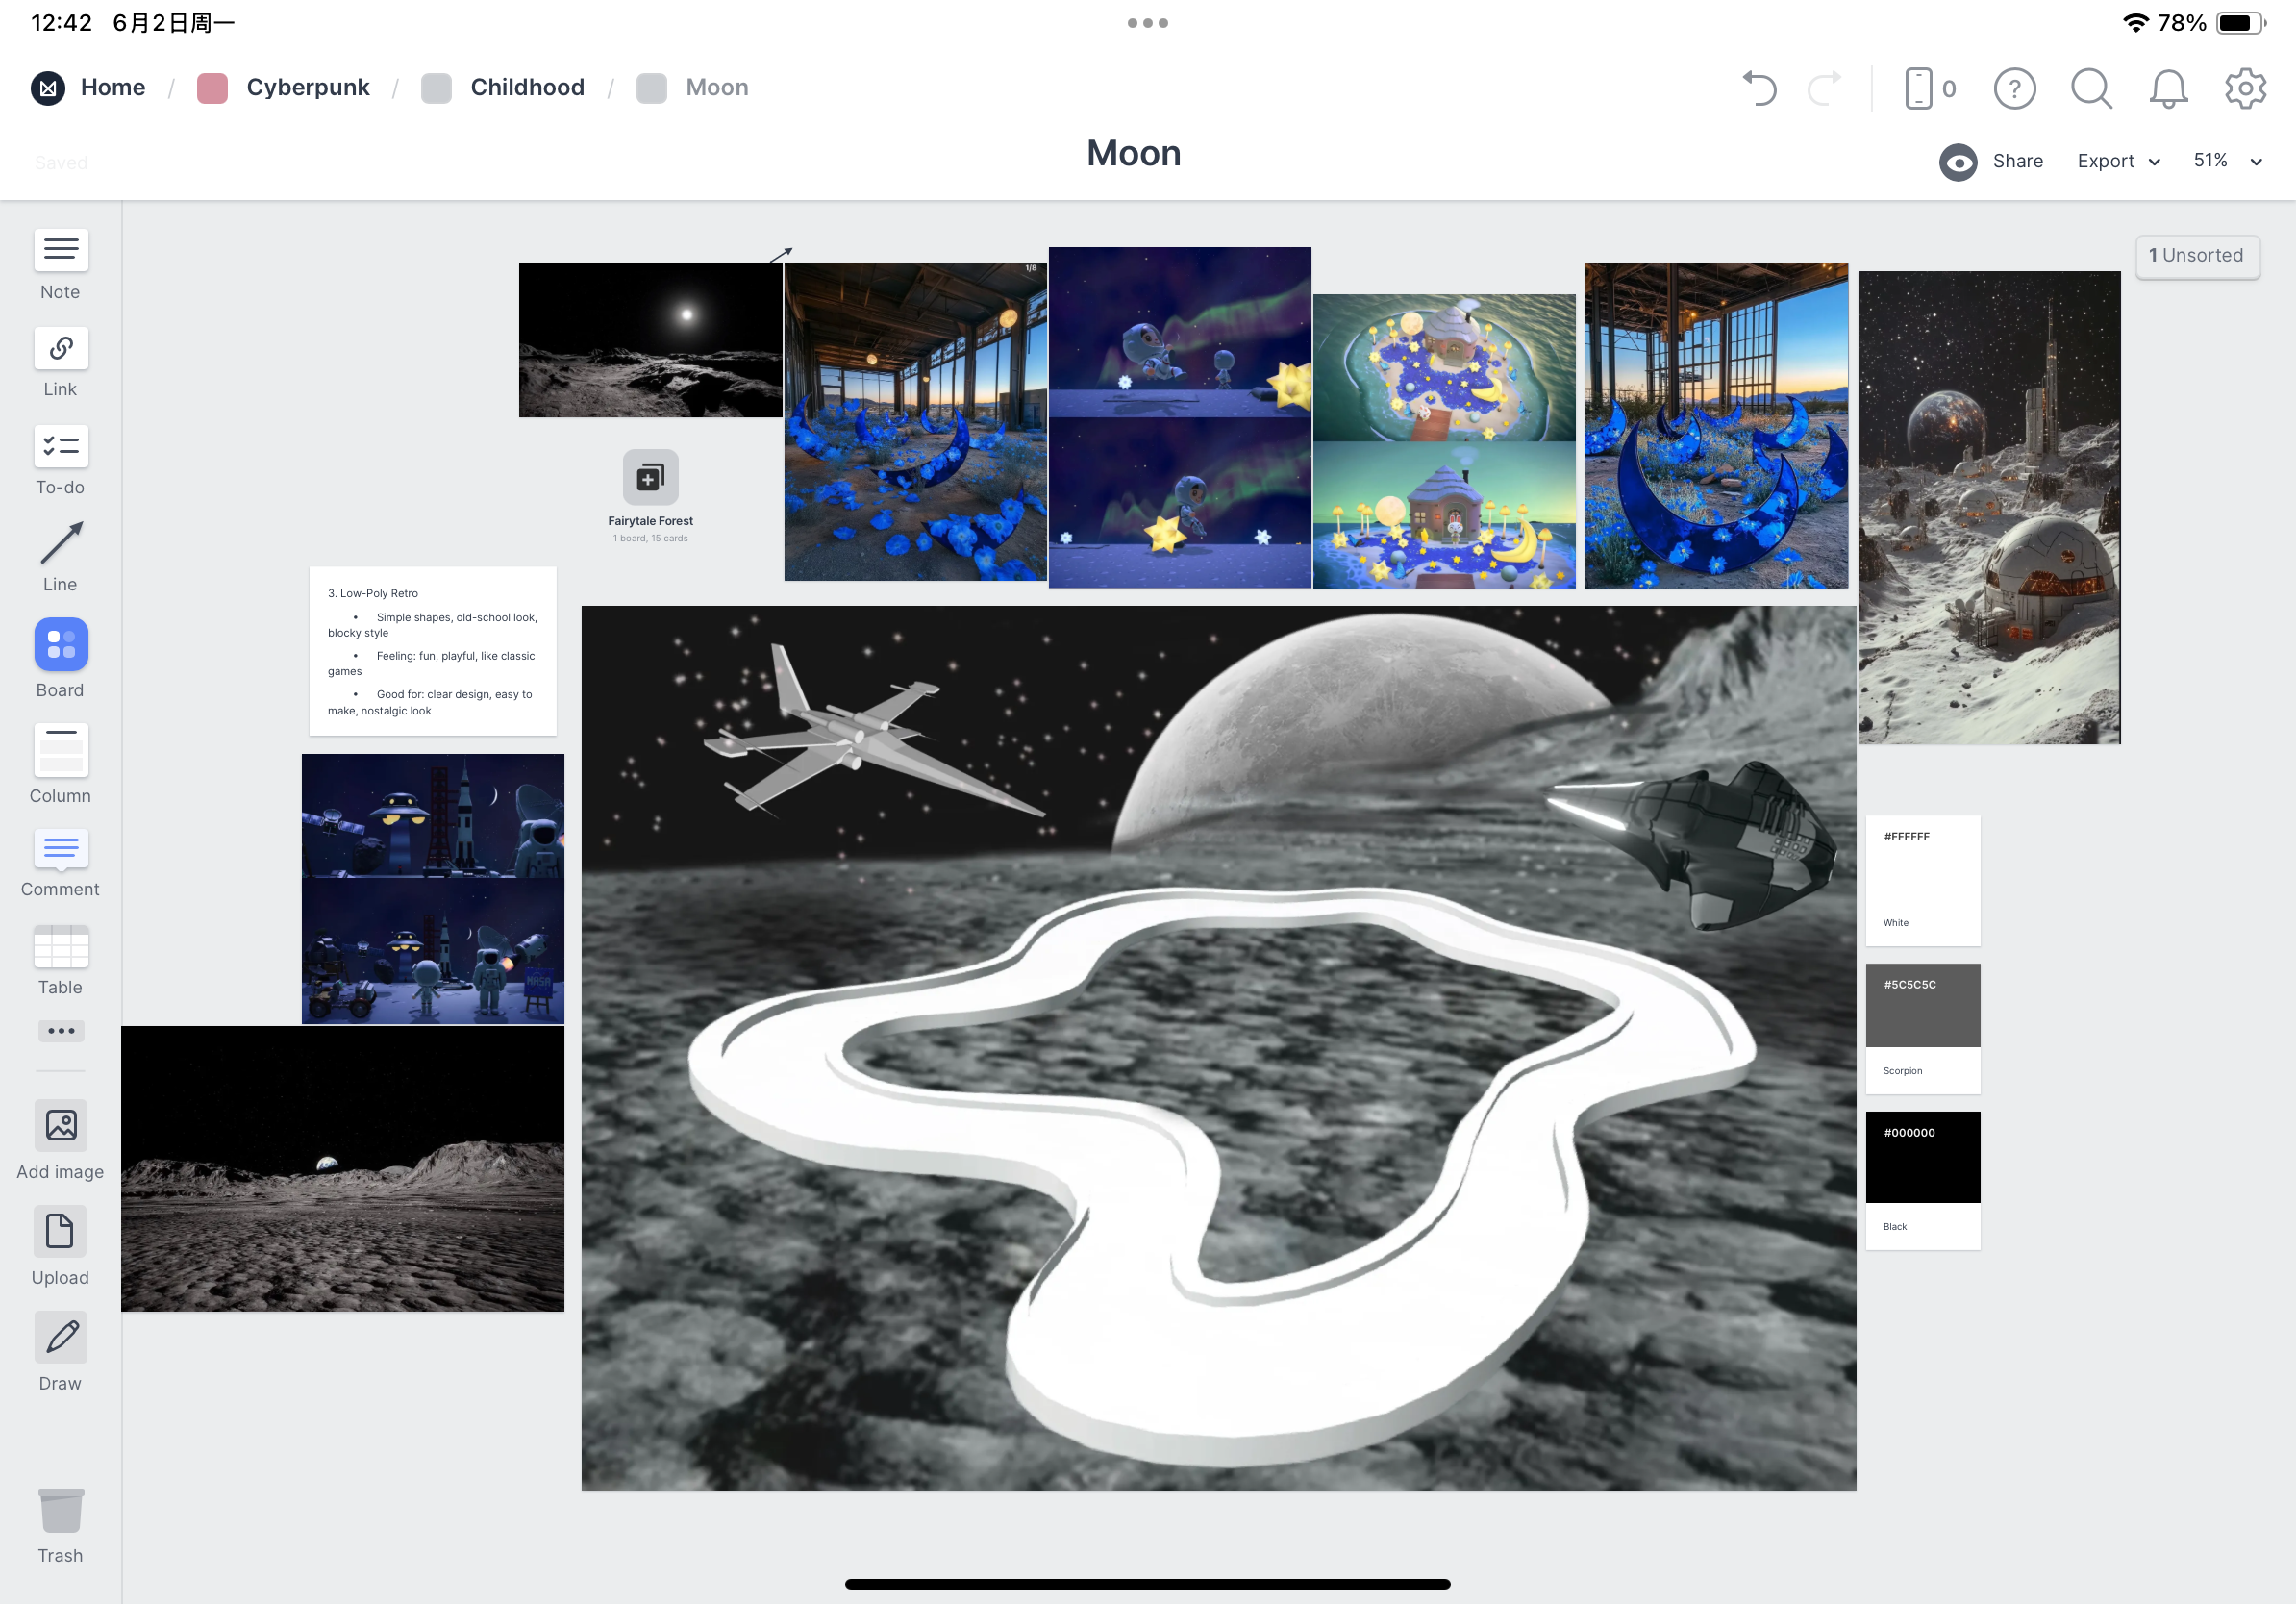 12:42 6月2日周一
78%
Home / Cyberpunk / Childhood / Moon
0
?
Saved
Moon
Share
Export
51%
Note
Link
To-do
Line
Board
Column
Comment
Table
Add image
Upload
Draw
Trash
1 Unsorted
1/8
Fairytale Forest
1 board, 15 cards
3. Low-Poly Retro
• Simple shapes, old-school look,
blocky style
• Feeling: fun, playful, like classic
games
• Good for: clear design, easy to
make, nostalgic look
NASA
#FFFFFF
White
#5C5C5C
Scorpion
#000000
Black